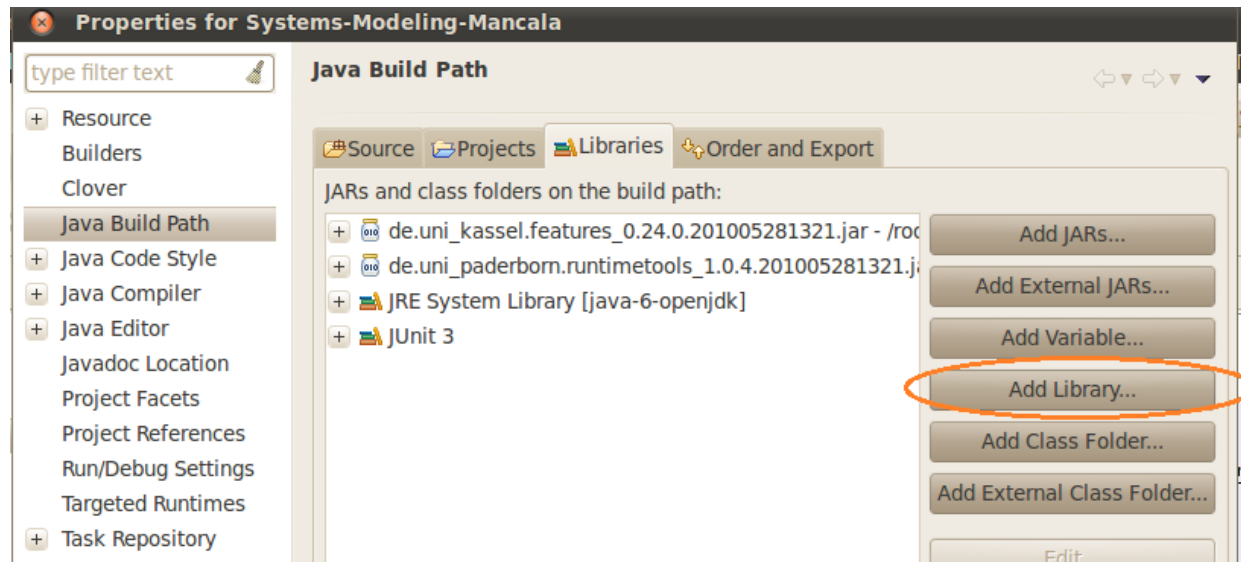 Properties for Systems-Modeling-Mancala
type filter text
Resource
Builders
Clover
Java Build Path
Java Code Style
Java Compiler
Java Editor
Javadoc Location
Project Facets
Project References
Run/Debug Settings
Targeted Runtimes
Task Repository
Java Build Path
Source Projects Libraries Order and Export
JARs and class folders on the build path:
de.uni_kassel.features_0.24.0.201005281321.jar - /roo
de.uni_paderborn.runtimetools_1.0.4.201005281321.ja
JRE System Library [java-6-openjdk]
JUnit 3
Add JARs...
Add External JARs...
Add Variable...
Add Library...
Add Class Folder...
Add External Class Folder...
Edit...